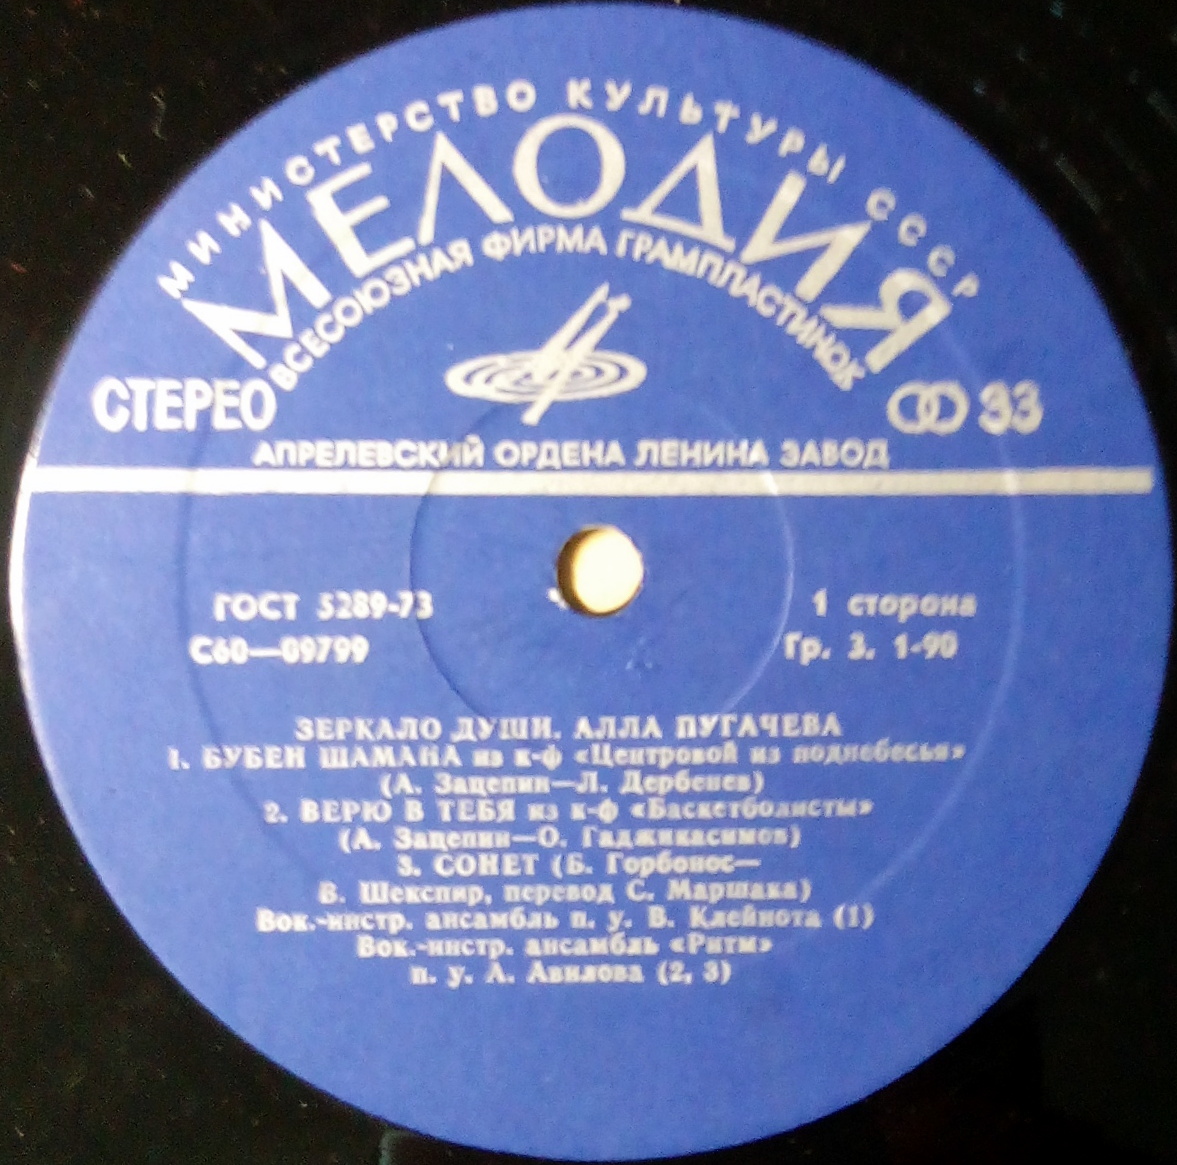 МИНИСТЕРСТВО КУЛЬТУРЫ СССР
МЕЛОДИЯ
ВСЕСОЮЗНАЯ ФИРМА ГРАМПЛАСТИНОК
СТЕРЕО
33
АПРЕЛЕВСКИЙ ОРДЕНА ЛЕНИНА ЗАВОД
ГОСТ 5289-73
1 сторона
С60—09799
Гр. 3. 1-90
ЗЕРКАЛО ДУШИ. АЛЛА ПУГАЧЕВА
1. БУБЕН ШАМАНА из к-ф «Центровой из поднебесья»
(А. Зацепин—Л. Дербенев)
2. ВЕРЮ В ТЕБЯ из к-ф «Баскетболисты»
(А. Зацепин—О. Гаджикасимов)
3. СОНЕТ (Б. Горбонос—
В. Шекспир, перевод С. Маршака)
Вок.-инстр. ансамбль п. у. В. Клейнота (1)
Вок.-инстр. ансамбль «Ритм»
п. у. А. Авилова (2, 3)